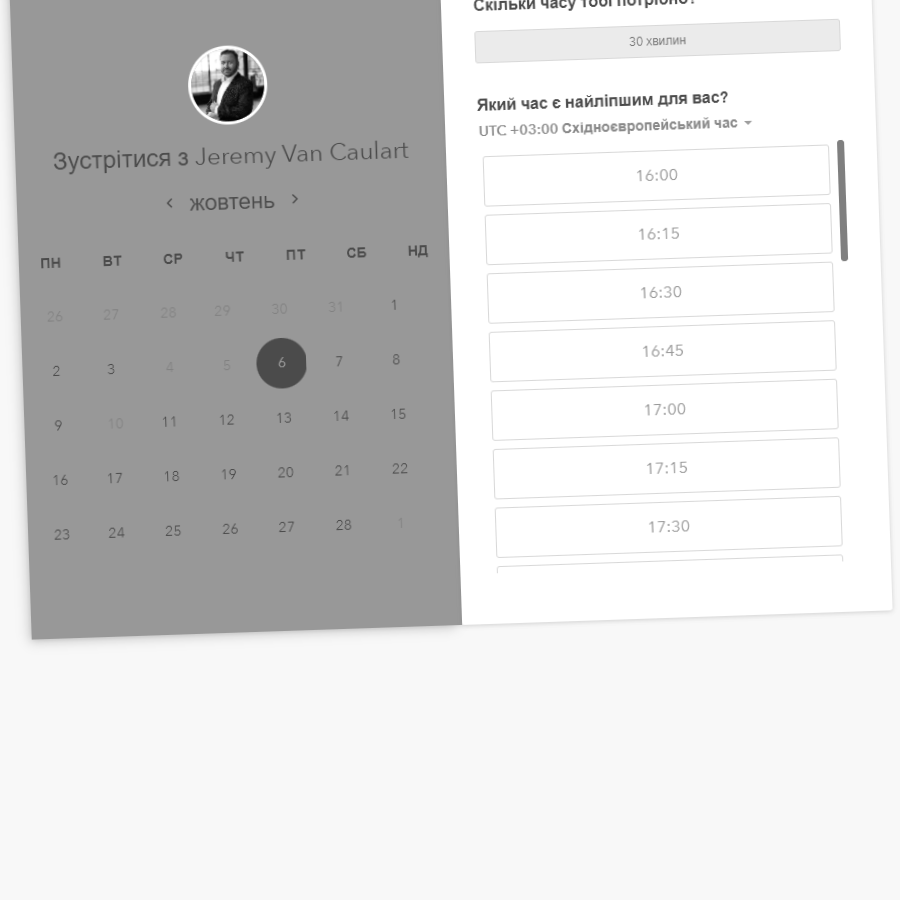 Зустрітися з Jeremy Van Caulart
жовтень
ПН ВТ СР ЧТ ПТ СБ НД
26 27 28 29 30 31 1
2 3 4 5 6 7 8
9 10 11 12 13 14 15
16 17 18 19 20 21 22
23 24 25 26 27 28 1
Скільки часу тобі потрібно?
30 хвилин
Який час є найліпшим для вас?
UTC +03:00 Східноєвропейський час
16:00
16:15
16:30
16:45
17:00
17:15
17:30